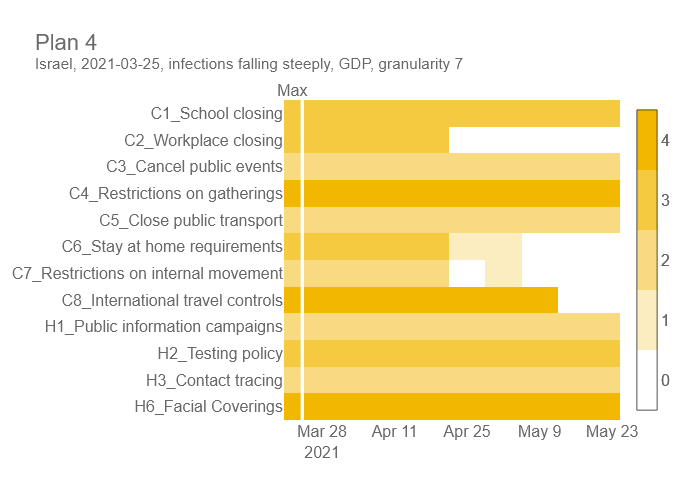 Plan 4
Israel, 2021-03-25, infections falling steeply, GDP, granularity 7
Max
C1_School closing
C2_Workplace closing
C3_Cancel public events
C4_Restrictions on gatherings
C5_Close public transport
C6_Stay at home requirements
C7_Restrictions on internal movement
C8_International travel controls
H1_Public information campaigns
H2_Testing policy
H3_Contact tracing
H6_Facial Coverings
4
3
2
1
0
Mar 28 Apr 11 Apr 25 May 9 May 23
2021